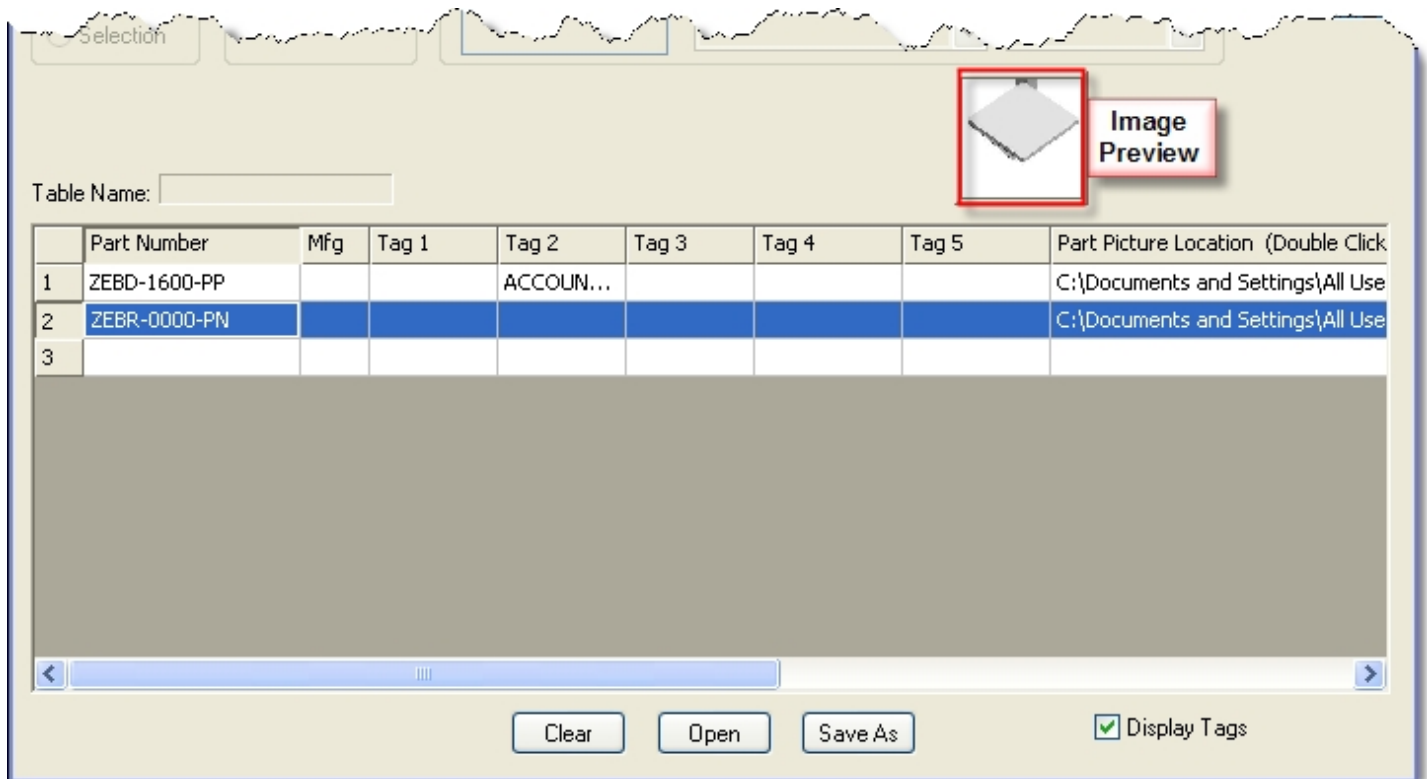 Selection
Image
Preview
Table Name:
Part Number Mfg Tag 1 Tag 2 Tag 3 Tag 4 Tag 5 Part Picture Location (Double Click
1 ZEBD-1600-PP ACCOUN... C:\Documents and Settings\All Use
2 ZEBR-0000-PN C:\Documents and Settings\All Use
3
Clear Open Save As Display Tags